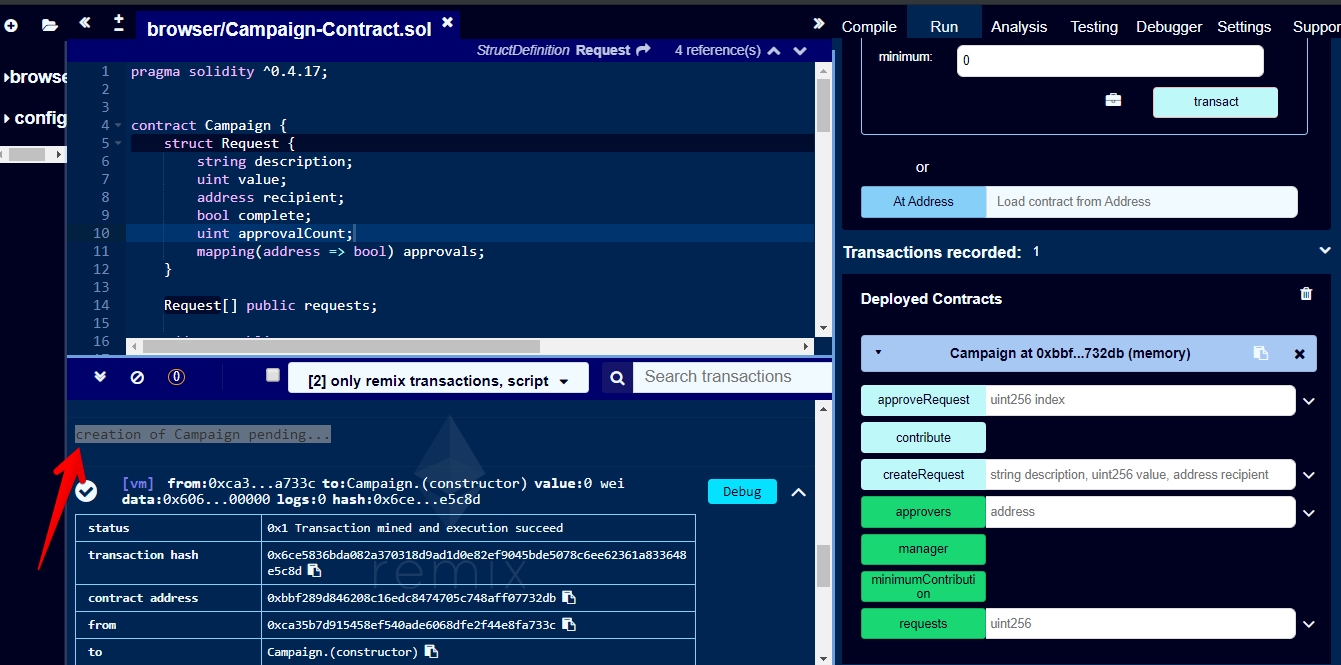 browser/Campaign-Contract.sol
Compile Run Analysis Testing Debugger Settings Suppor
browse
config
StructDefinition Request 4 reference(s)
1 pragma solidity ^0.4.17;
2
3
4 contract Campaign {
5 struct Request {
6 string description;
7 uint value;
8 address recipient;
9 bool complete;
10 uint approvalCount;
11 mapping(address => bool) approvals;
12 }
13
14 Request[] public requests;
15
16
0 [2] only remix transactions, script Search transactions
creation of Campaign pending...
[vm] from:0xca3...a733c to:Campaign.(constructor) value:0 wei
data:0x606...00000 logs:0 hash:0x6ce...e5c8d
Debug
status 0x1 Transaction mined and execution succeed
transaction hash 0x6ce5836bda082a370318d9ad1d0e82ef9045bde5078c6ee62361a833648
e5c8d
contract address 0xbbf289d846208c16edc8474705c748aff07732db
from 0xca35b7d915458ef540ade6068dfe2f44e8fa733c
to Campaign.(constructor)
remix
minimum: 0
transact
or
At Address Load contract from Address
Transactions recorded: 1
Deployed Contracts
Campaign at 0xbbf...732db (memory)
approveRequest uint256 index
contribute
createRequest string description, uint256 value, address recipient
approvers address
manager
minimumContributi
on
requests uint256